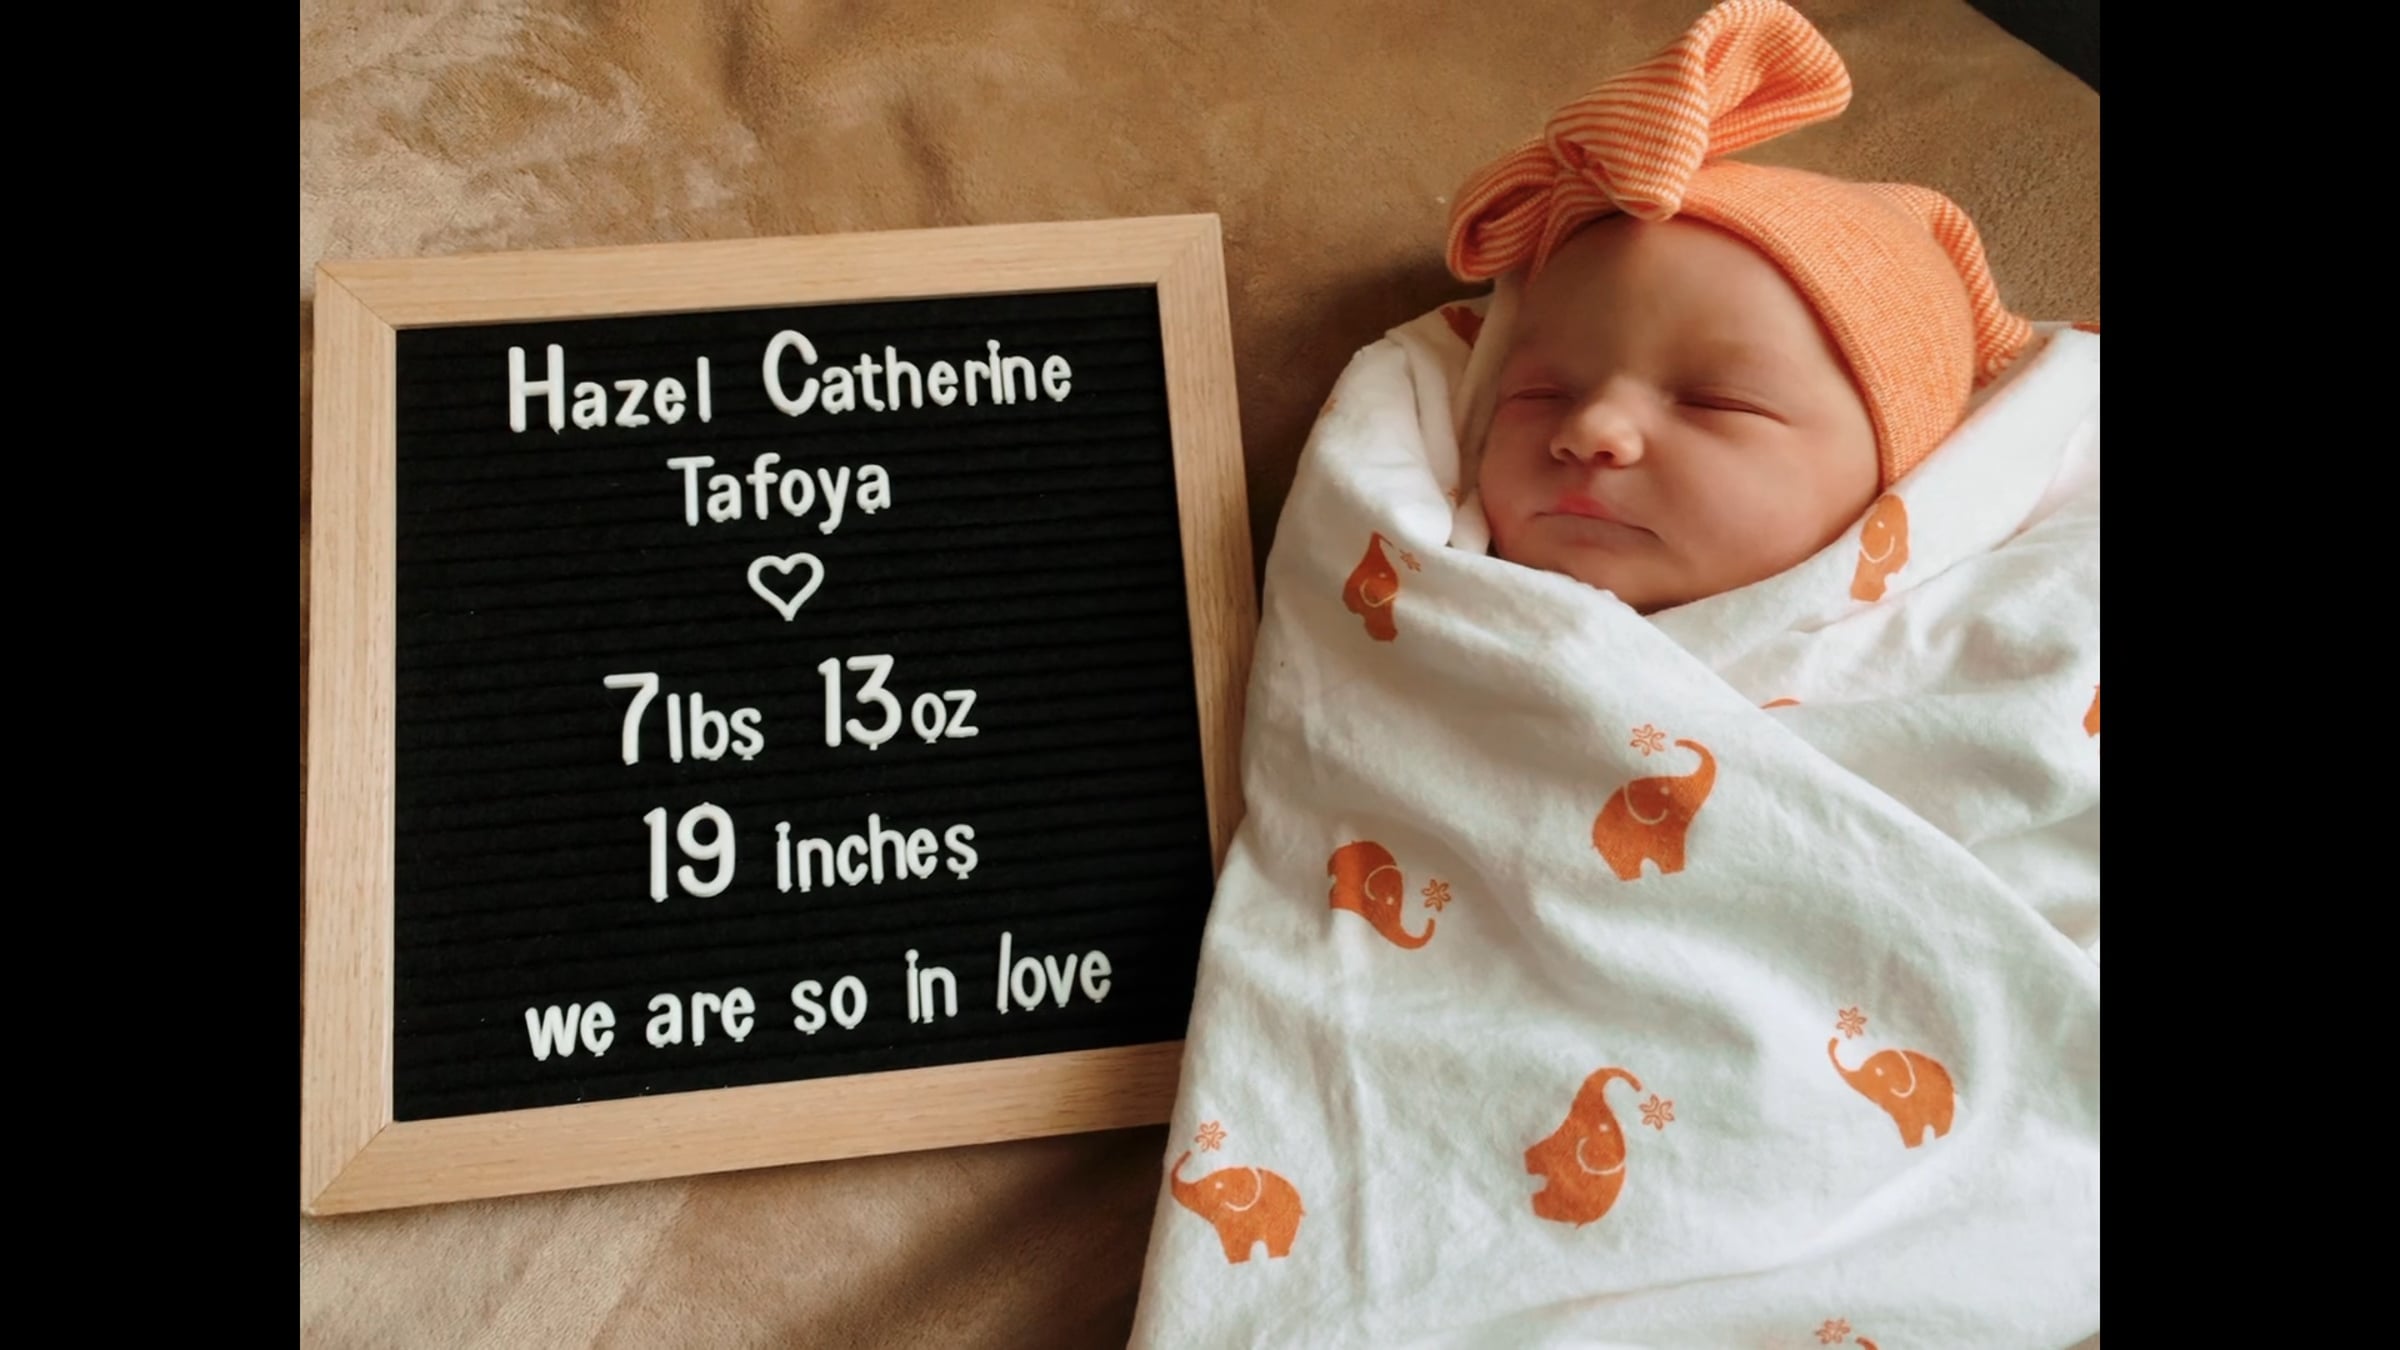 Hazel Catherine
Tafoya
♡
7lbs 13oz
19 inches
we are so in love